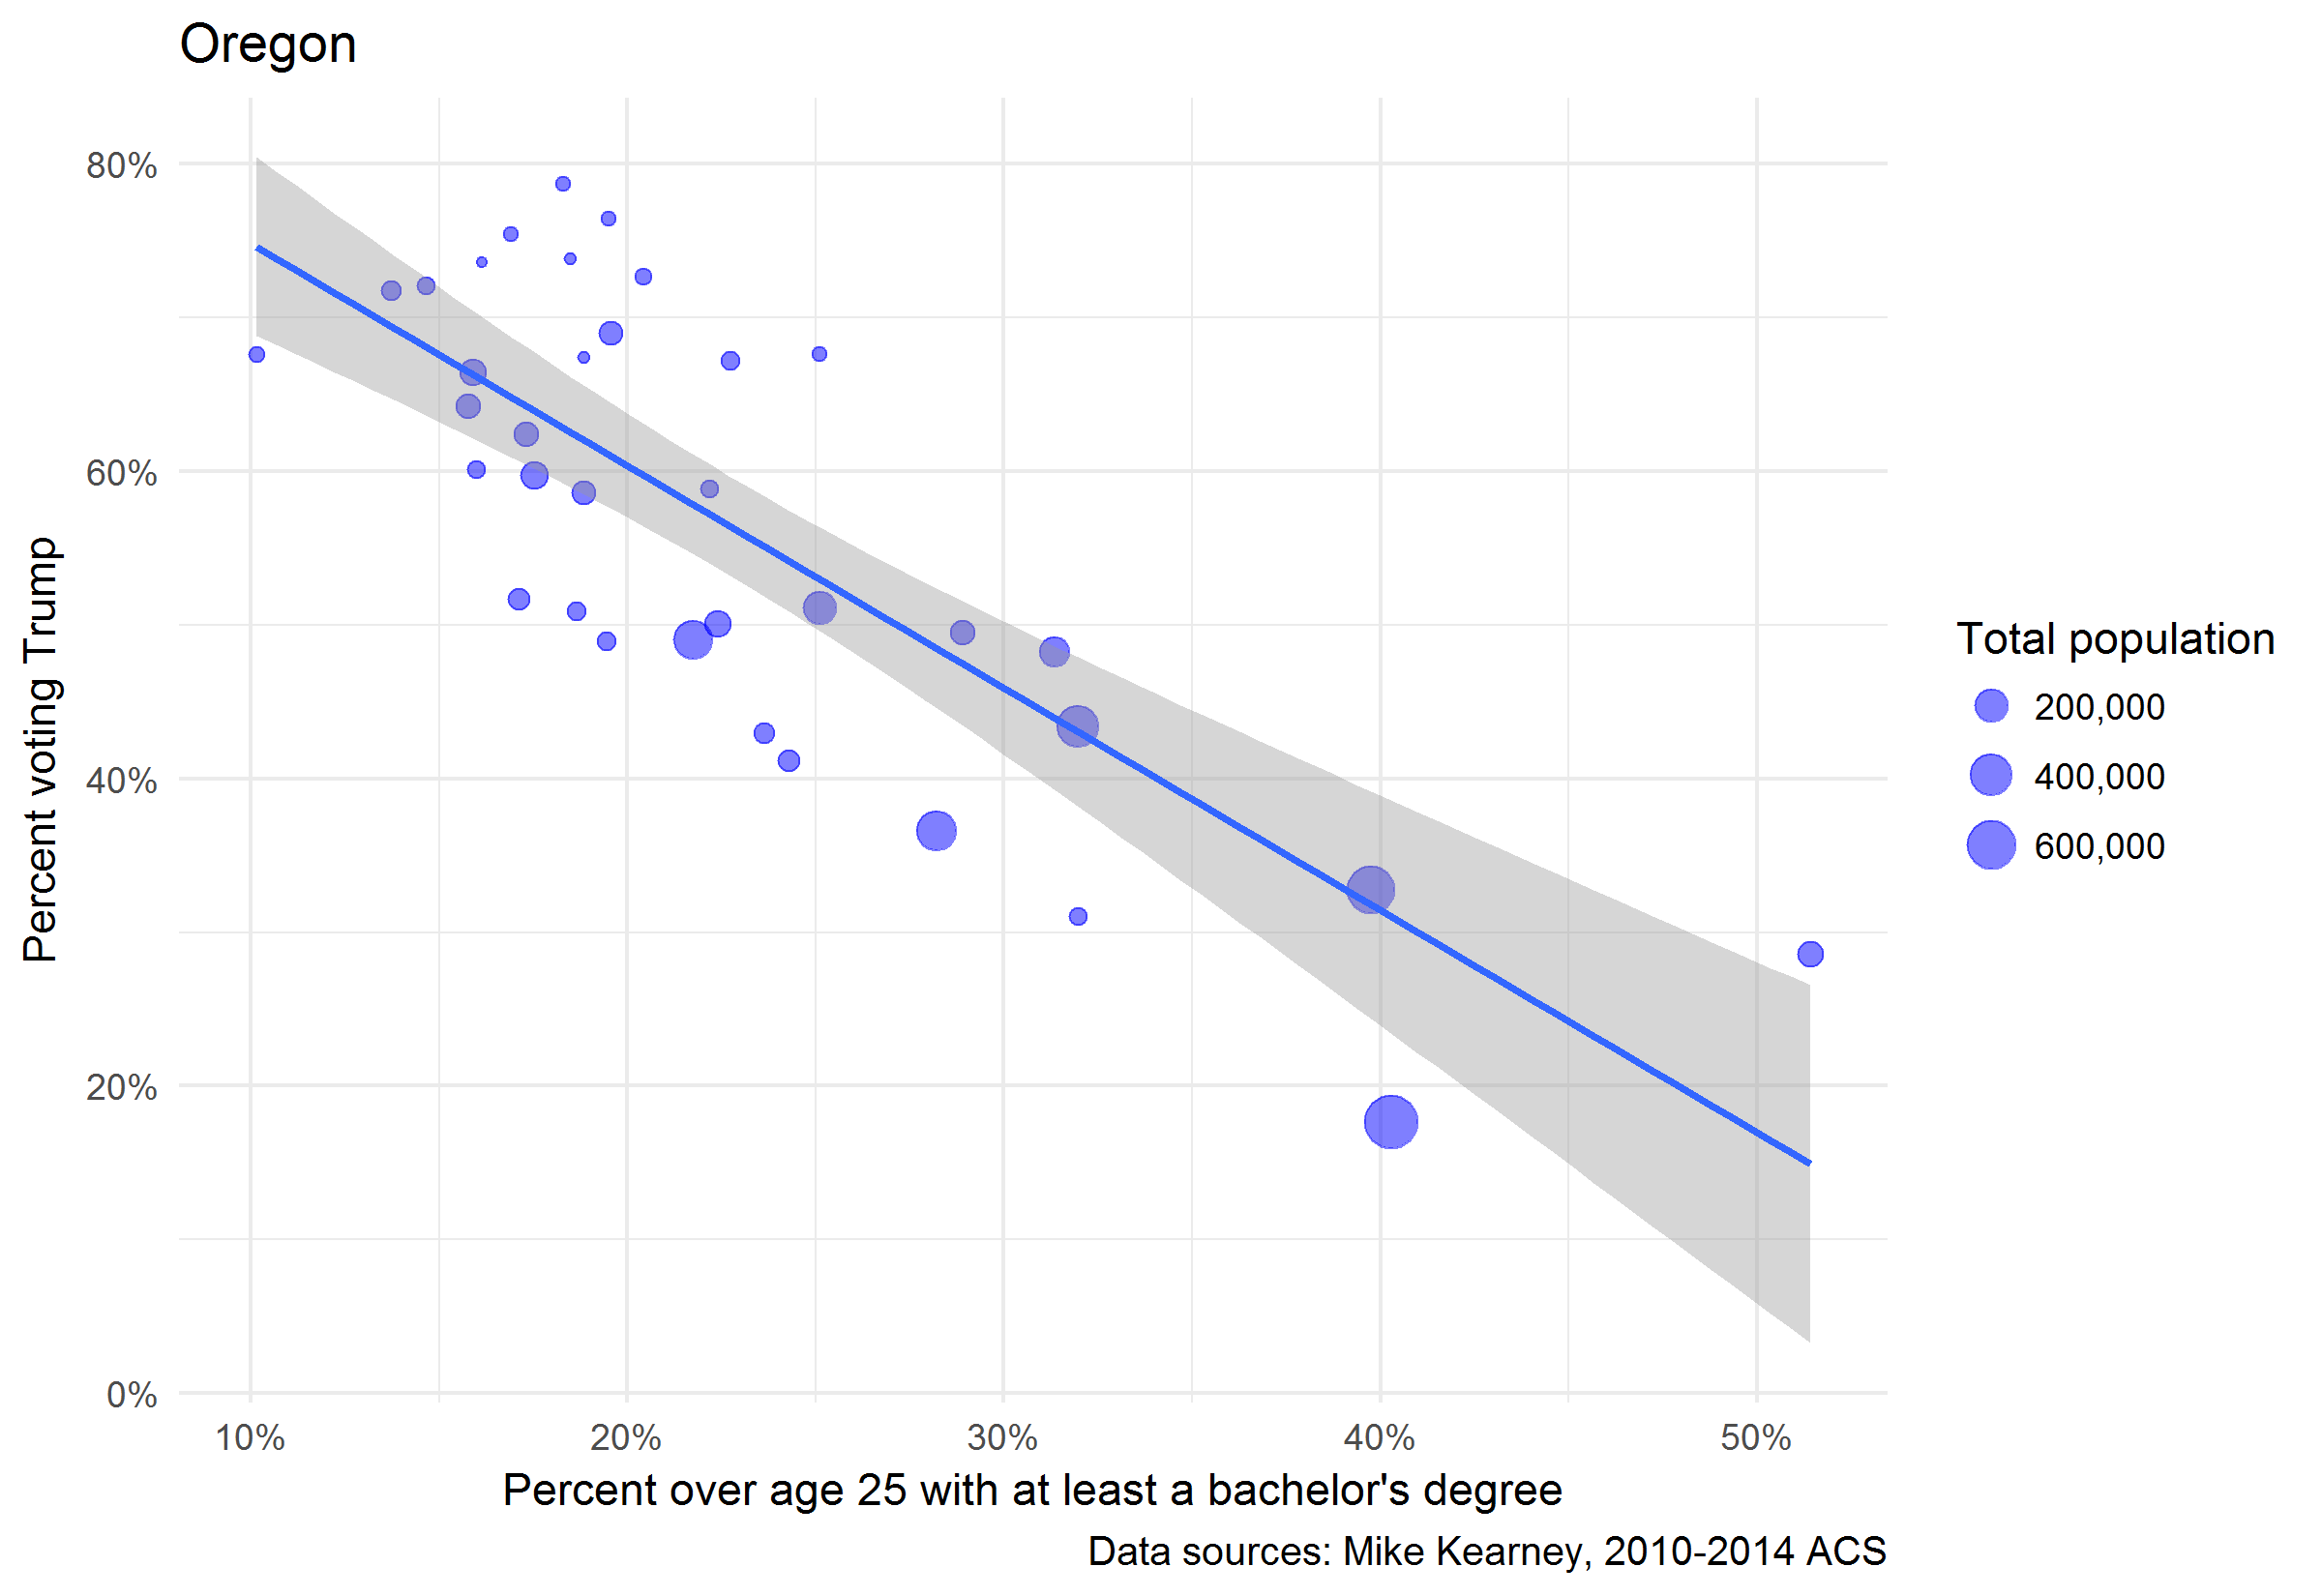 Oregon
80%
60%
40%
20%
0%
Percent voting Trump
10% 20% 30% 40% 50%
Percent over age 25 with at least a bachelor's degree
Total population
200,000
400,000
600,000
Data sources: Mike Kearney, 2010-2014 ACS